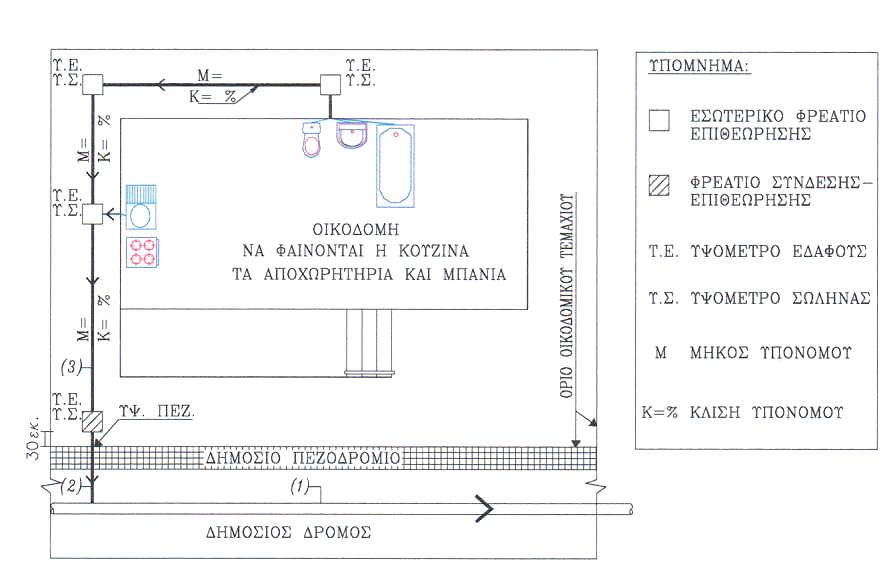 Υ.Ε.
Υ.Σ.
Μ=
Κ= %
Υ.Ε.
Υ.Σ.
Μ=
Κ= %
Υ.Ε.
Υ.Σ.
ΟΙΚΟΔΟΜΗ
ΝΑ ΦΑΙΝΟΝΤΑΙ Η ΚΟΥΖΙΝΑ
ΤΑ ΑΠΟΧΩΡΗΤΗΡΙΑ ΚΑΙ ΜΠΑΝΙΑ
Μ=
Κ= %
(3)
Υ.Ε.
Υ.Σ.
ΥΨ. ΠΕΖ.
30εκ.
ΟΡΙΟ ΟΙΚΟΔΟΜΙΚΟΥ ΤΕΜΑΧΙΟΥ
ΔΗΜΟΣΙΟ ΠΕΖΟΔΡΟΜΙΟ
(2)
(1)
ΔΗΜΟΣΙΟΣ ΔΡΟΜΟΣ
ΥΠΟΜΝΗΜΑ:
ΕΣΩΤΕΡΙΚΟ ΦΡΕΑΤΙΟ
ΕΠΙΘΕΩΡΗΣΗΣ
ΦΡΕΑΤΙΟ ΣΥΝΔΕΣΗΣ-
ΕΠΙΘΕΩΡΗΣΗΣ
Τ.Ε. ΥΨΟΜΕΤΡΟ ΕΔΑΦΟΥΣ
Υ.Σ. ΥΨΟΜΕΤΡΟ ΣΩΛΗΝΑΣ
Μ ΜΗΚΟΣ ΥΠΟΝΟΜΟΥ
Κ=% ΚΛΙΣΗ ΥΠΟΝΟΜΟΥ